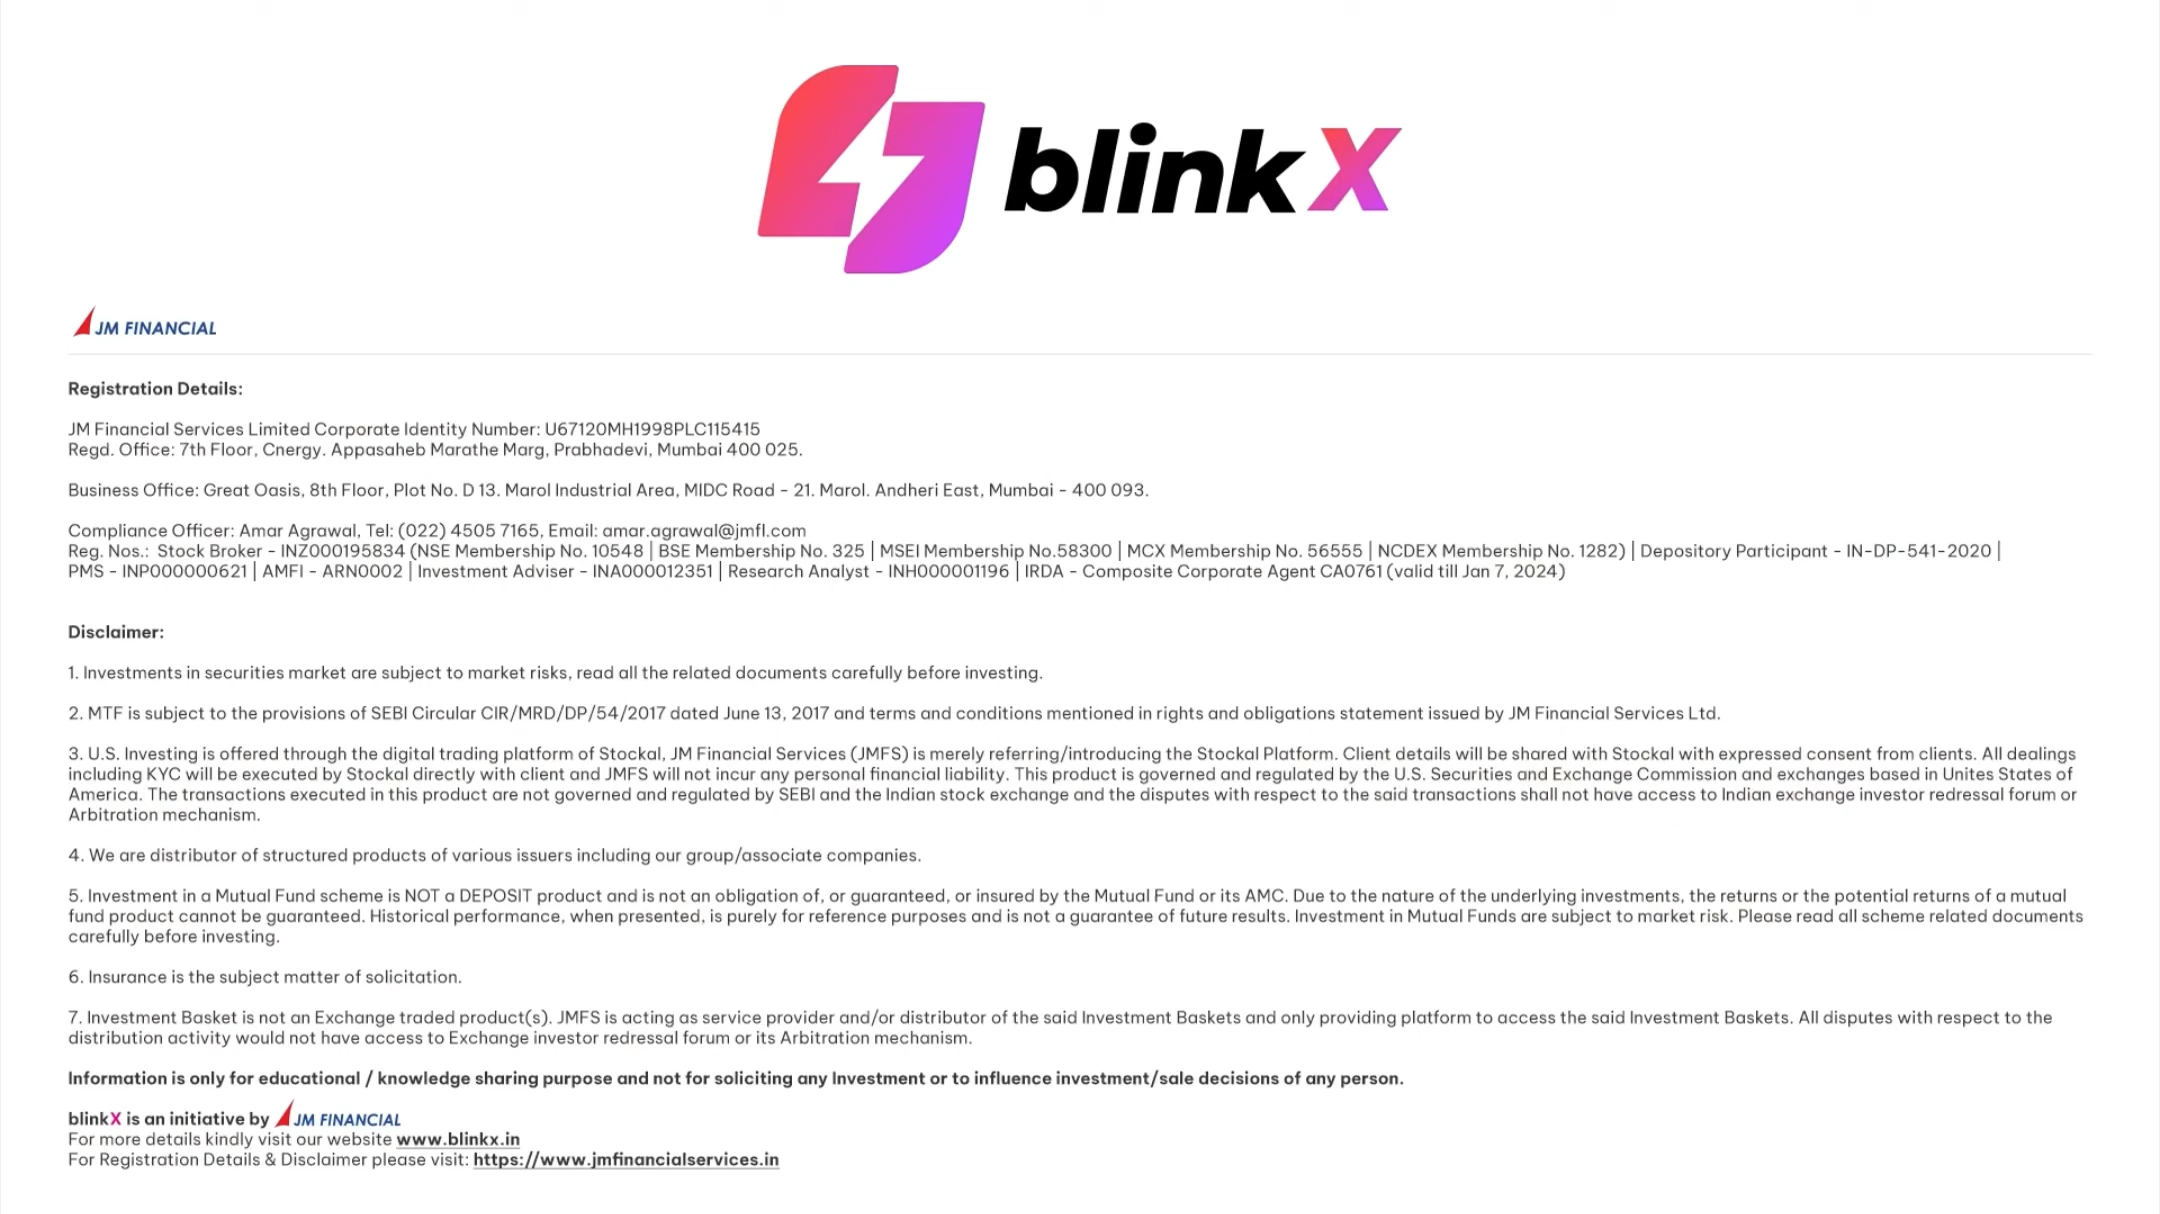 blinkX
JM FINANCIAL
Registration Details:
JM Financial Services Limited Corporate Identity Number: U67120MH1998PLC115415
Regd. Office: 7th Floor, Cnergy. Appasaheb Marathe Marg, Prabhadevi, Mumbai 400 025.
Business Office: Great Oasis, 8th Floor, Plot No. D 13. Marol Industrial Area, MIDC Road - 21. Marol. Andheri East, Mumbai - 400 093.
Compliance Officer: Amar Agrawal, Tel: (022) 4505 7165, Email: amar.agrawal@jmfl.com
Reg. Nos.: Stock Broker - INZ000195834 (NSE Membership No. 10548 | BSE Membership No. 325 | MSEI Membership No.58300 | MCX Membership No. 56555 | NCDEX Membership No. 1282) | Depository Participant - IN-DP-541-2020 |
PMS - INP000000621 | AMFI - ARN0002 | Investment Adviser - INA000012351 | Research Analyst - INH000001196 | IRDA - Composite Corporate Agent CA0761 (valid till Jan 7, 2024)
Disclaimer:
1. Investments in securities market are subject to market risks, read all the related documents carefully before investing.
2. MTF is subject to the provisions of SEBI Circular CIR/MRD/DP/54/2017 dated June 13, 2017 and terms and conditions mentioned in rights and obligations statement issued by JM Financial Services Ltd.
3. U.S. Investing is offered through the digital trading platform of Stockal, JM Financial Services (JMFS) is merely referring/introducing the Stockal Platform. Client details will be shared with Stockal with expressed consent from clients. All dealings
including KYC will be executed by Stockal directly with client and JMFS will not incur any personal financial liability. This product is governed and regulated by the U.S. Securities and Exchange Commission and exchanges based in Unites States of
America. The transactions executed in this product are not governed and regulated by SEBI and the Indian stock exchange and the disputes with respect to the said transactions shall not have access to Indian exchange investor redressal forum or
Arbitration mechanism.
4. We are distributor of structured products of various issuers including our group/associate companies.
5. Investment in a Mutual Fund scheme is NOT a DEPOSIT product and is not an obligation of, or guaranteed, or insured by the Mutual Fund or its AMC. Due to the nature of the underlying investments, the returns or the potential returns of a mutual
fund product cannot be guaranteed. Historical performance, when presented, is purely for reference purposes and is not a guarantee of future results. Investment in Mutual Funds are subject to market risk. Please read all scheme related documents
carefully before investing.
6. Insurance is the subject matter of solicitation.
7. Investment Basket is not an Exchange traded product(s). JMFS is acting as service provider and/or distributor of the said Investment Baskets and only providing platform to access the said Investment Baskets. All disputes with respect to the
distribution activity would not have access to Exchange investor redressal forum or its Arbitration mechanism.
Information is only for educational / knowledge sharing purpose and not for soliciting any Investment or to influence investment/sale decisions of any person.
blinkX is an initiative by JM FINANCIAL
For more details kindly visit our website www.blinkx.in
For Registration Details & Disclaimer please visit: https://www.jmfinancialservices.in